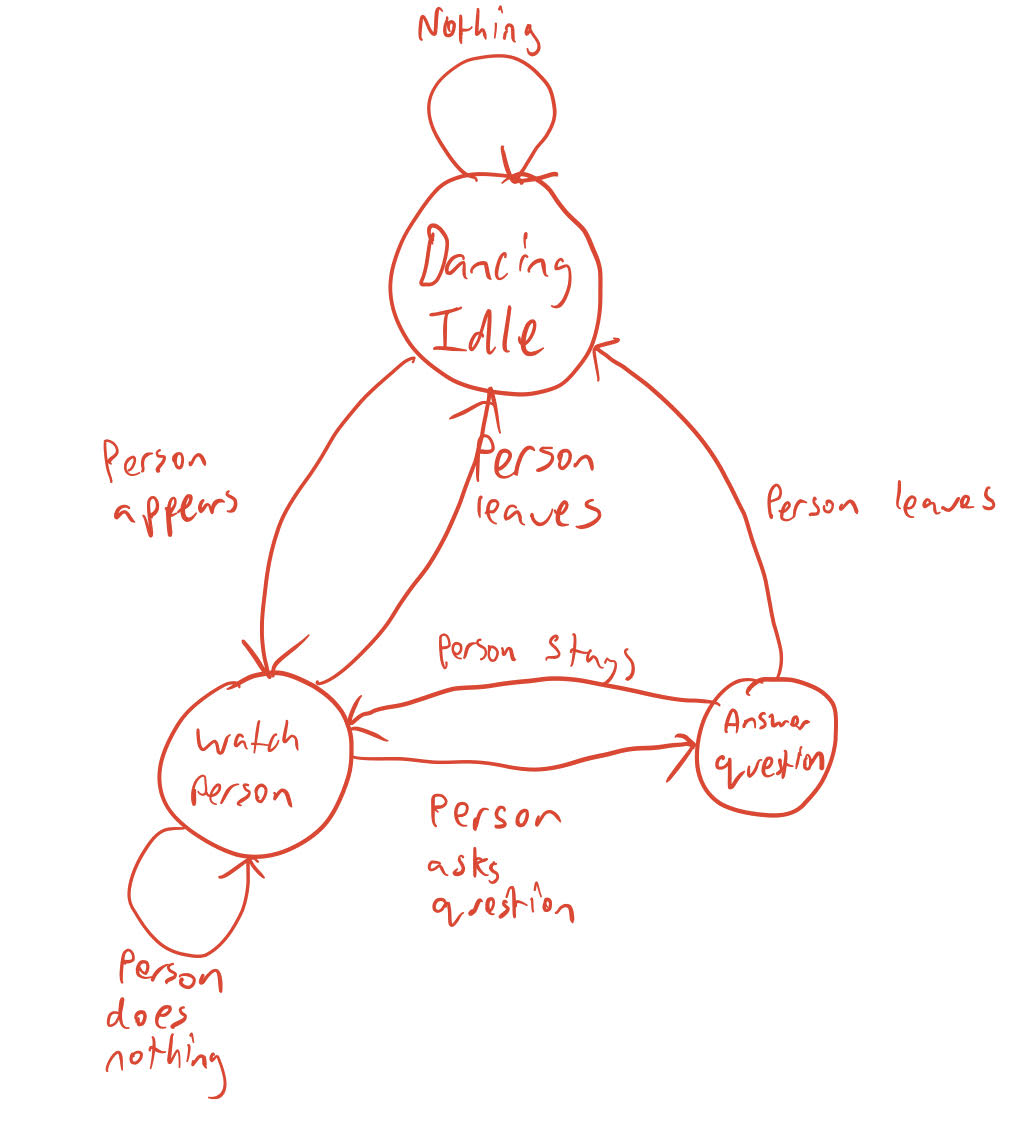 Nothing
Dancing
Idle
Person
appears
Person
leaves
Person leaves
Person stays
Watch
Person
Answer
question
Person
asks
question
Person
does
nothing